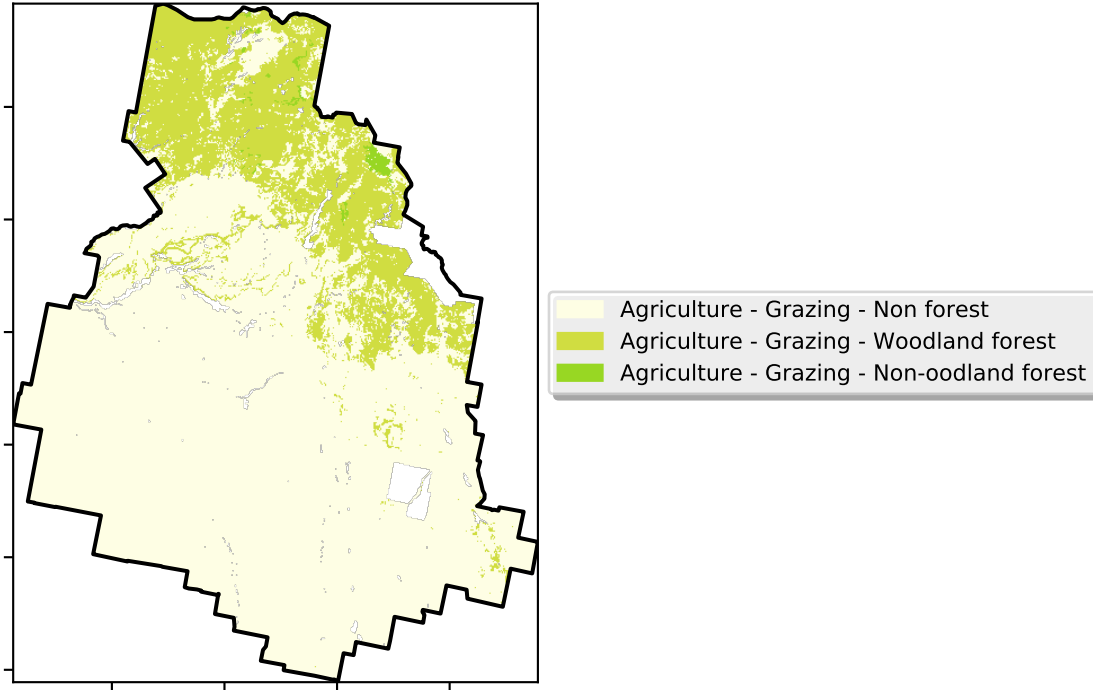 Agriculture - Grazing - Non forest
Agriculture - Grazing - Woodland forest
Agriculture - Grazing - Non-oodland forest